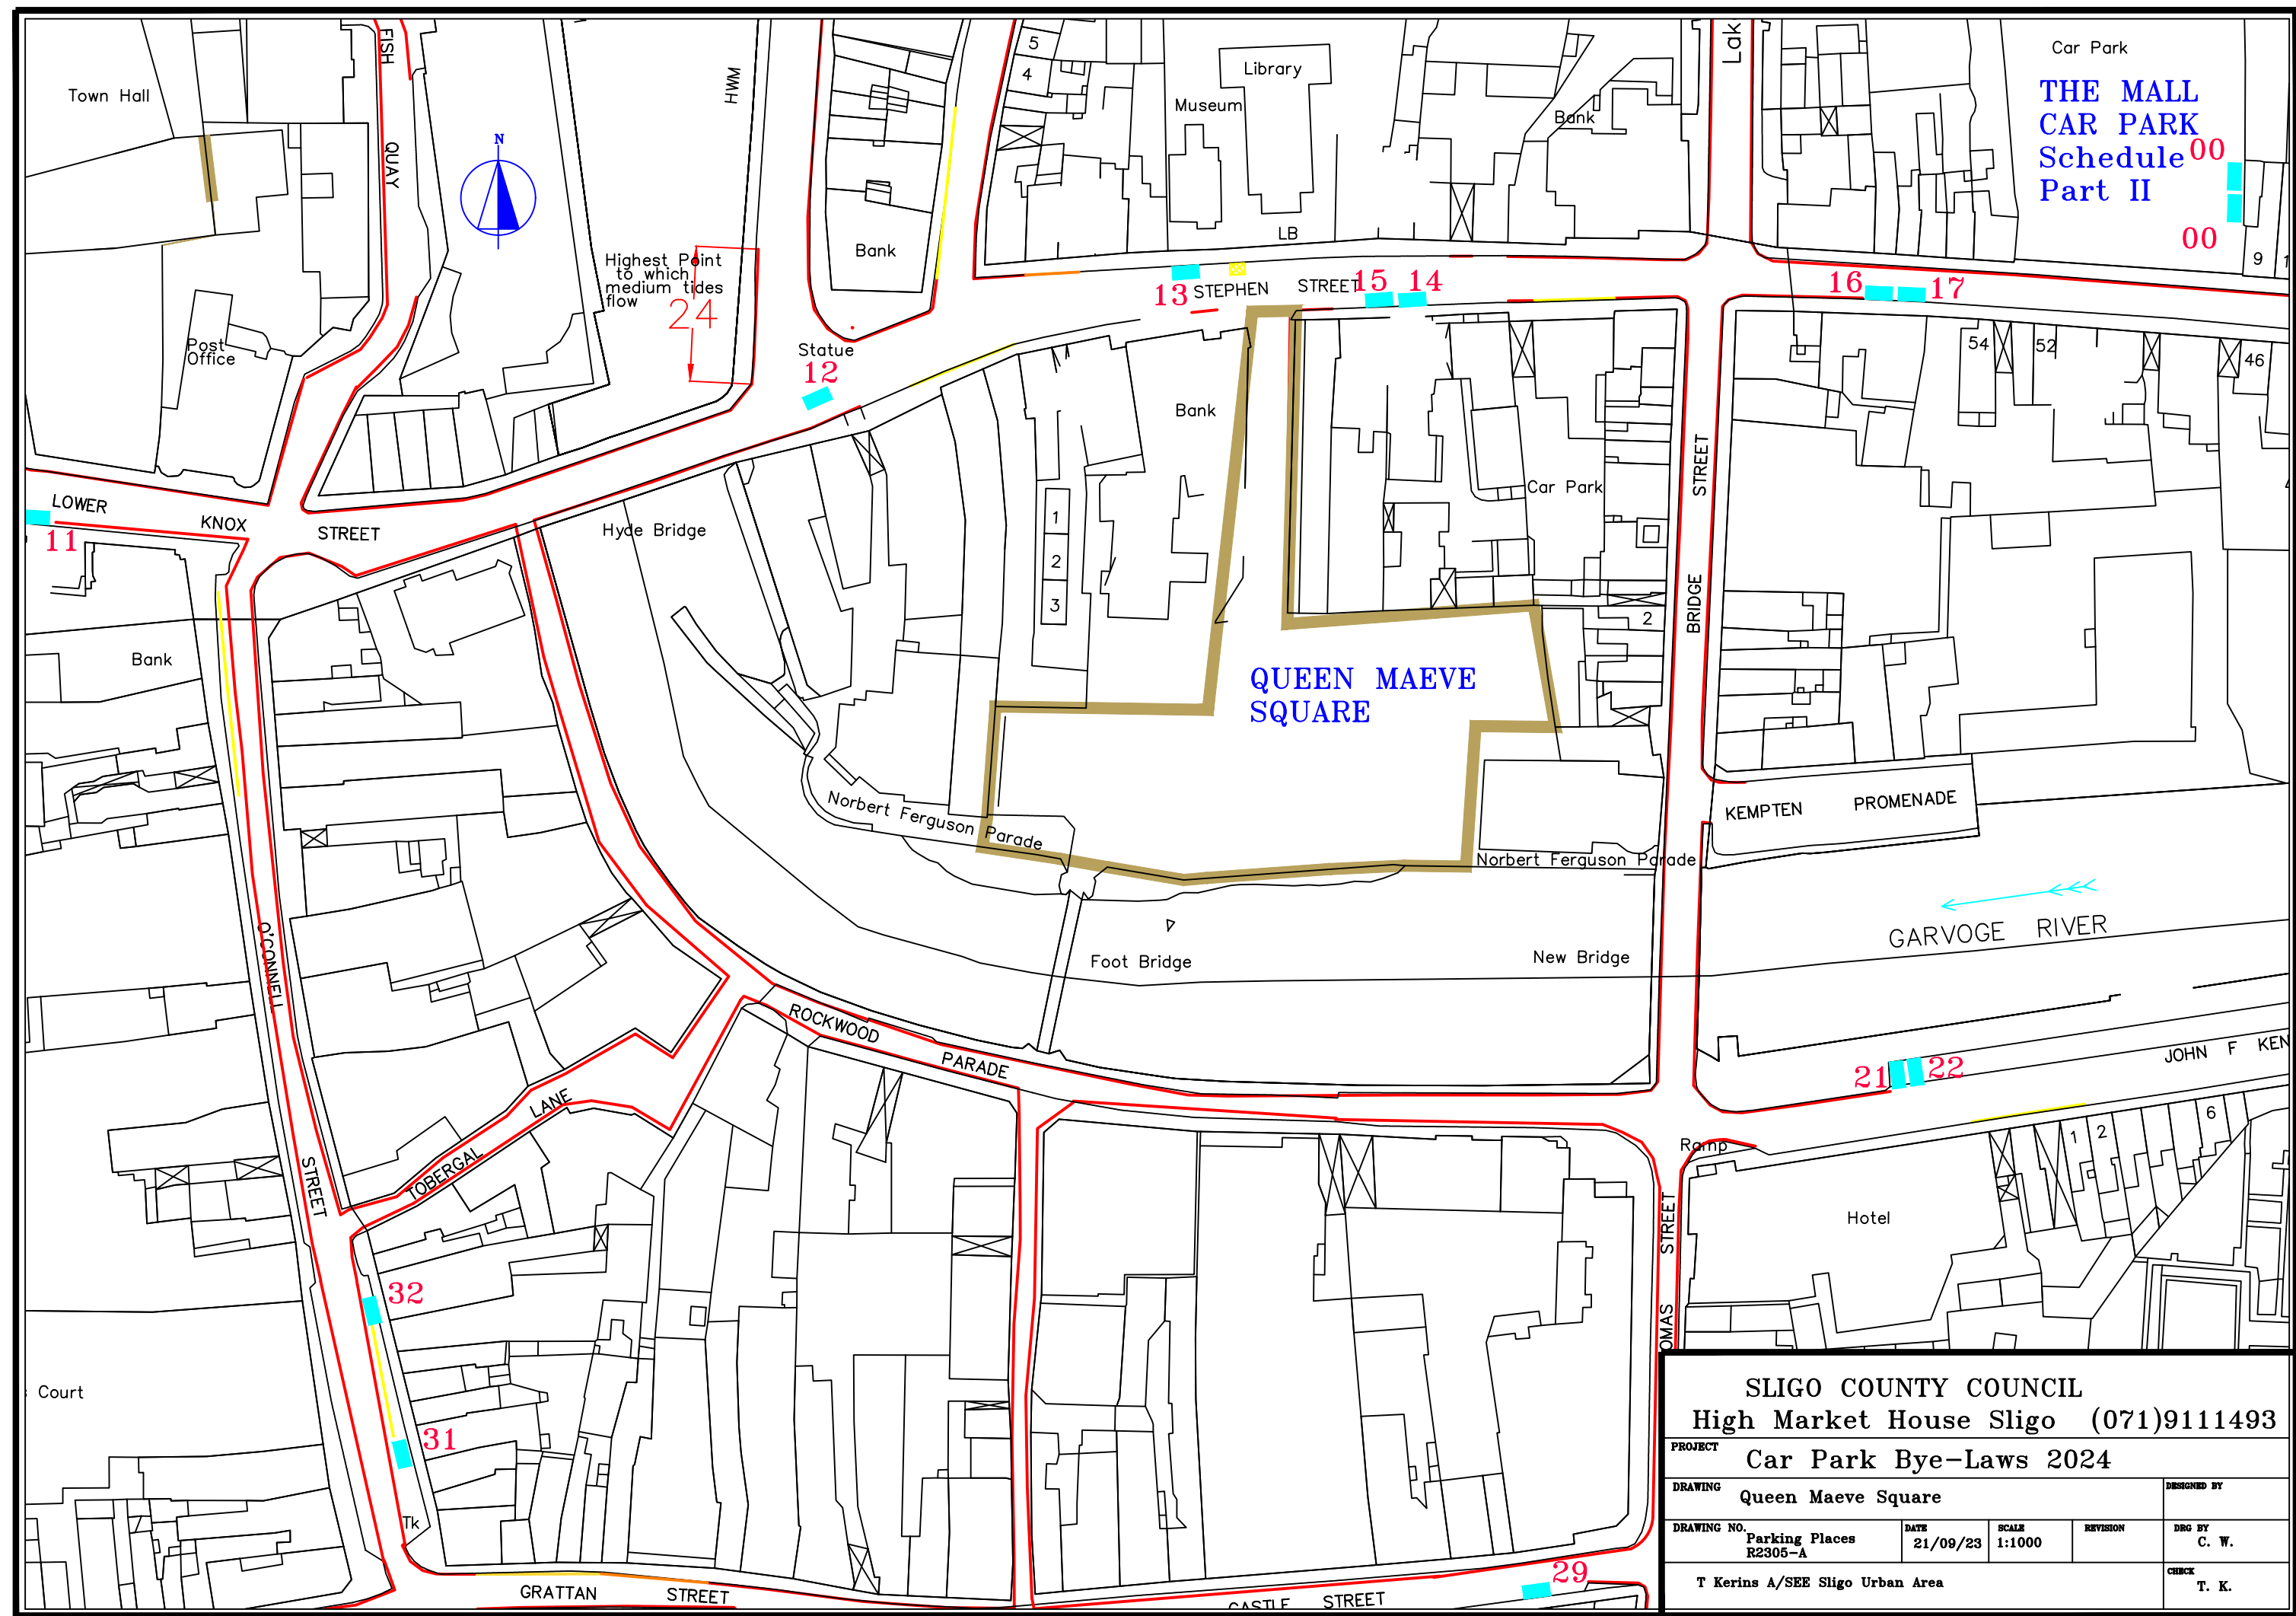 FISH
QUAY
Town Hall
N
HWM
5
4
Library
Museum
Bank
Lak
Car Park
THE MALL
CAR PARK
Schedule 00
Part II
00
9
1
Highest Point
to which
medium tides
flow
24
Bank
LB
13 STEPHEN STREET 15 14
16 17
Post
Office
Statue
12
Bank
54
52
46
Car Park
LOWER KNOX STREET
11
Hyde Bridge
1
2
3
BRIDGE STREET
2
Bank
QUEEN MAEVE
SQUARE
Norbert Ferguson Parade
Norbert Ferguson Parade
KEMPTEN PROMENADE
GARVOGE RIVER
O'CONNELL STREET
Foot Bridge
New Bridge
ROCKWOOD PARADE
21 22
JOHN F KEN
TOBERGAL LANE
Ramp
1
2
6
Hotel
OMAS STREET
32
Court
31
Tk
GRATTAN STREET
CASTLE STREET
29
SLIGO COUNTY COUNCIL
High Market House Sligo (071)9111493
PROJECT
Car Park Bye-Laws 2024
DRAWING
Queen Maeve Square
DESIGNED BY
DRAWING NO.
Parking Places
R2305-A
DATE
21/09/23
SCALE
1:1000
REVISION
DRG BY
C. W.
T Kerins A/SEE Sligo Urban Area
CHECK
T. K.